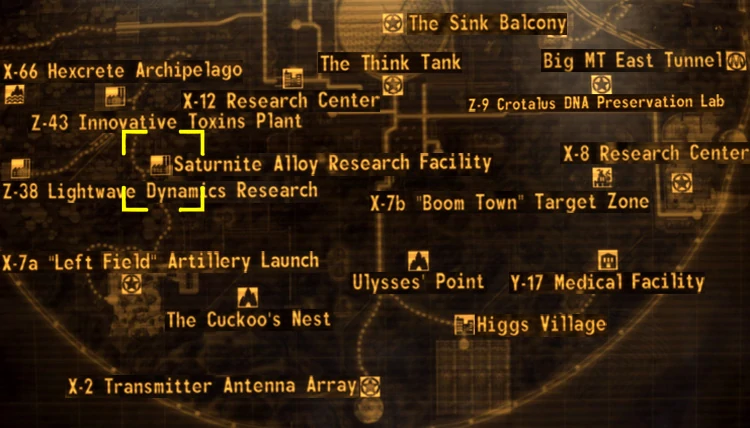 The Sink Balcony
The Think Tank
Big MT East Tunnel
X-66 Hexcrete Archipelago
X-12 Research Center
Z-9 Crotalus DNA Preservation Lab
Z-43 Innovative Toxins Plant
Saturnite Alloy Research Facility
X-8 Research Center
Z-38 Lightwave Dynamics Research
X-7b "Boom Town" Target Zone
X-7a "Left Field" Artillery Launch
Ulysses' Point
Y-17 Medical Facility
The Cuckoo's Nest
Higgs Village
X-2 Transmitter Antenna Array